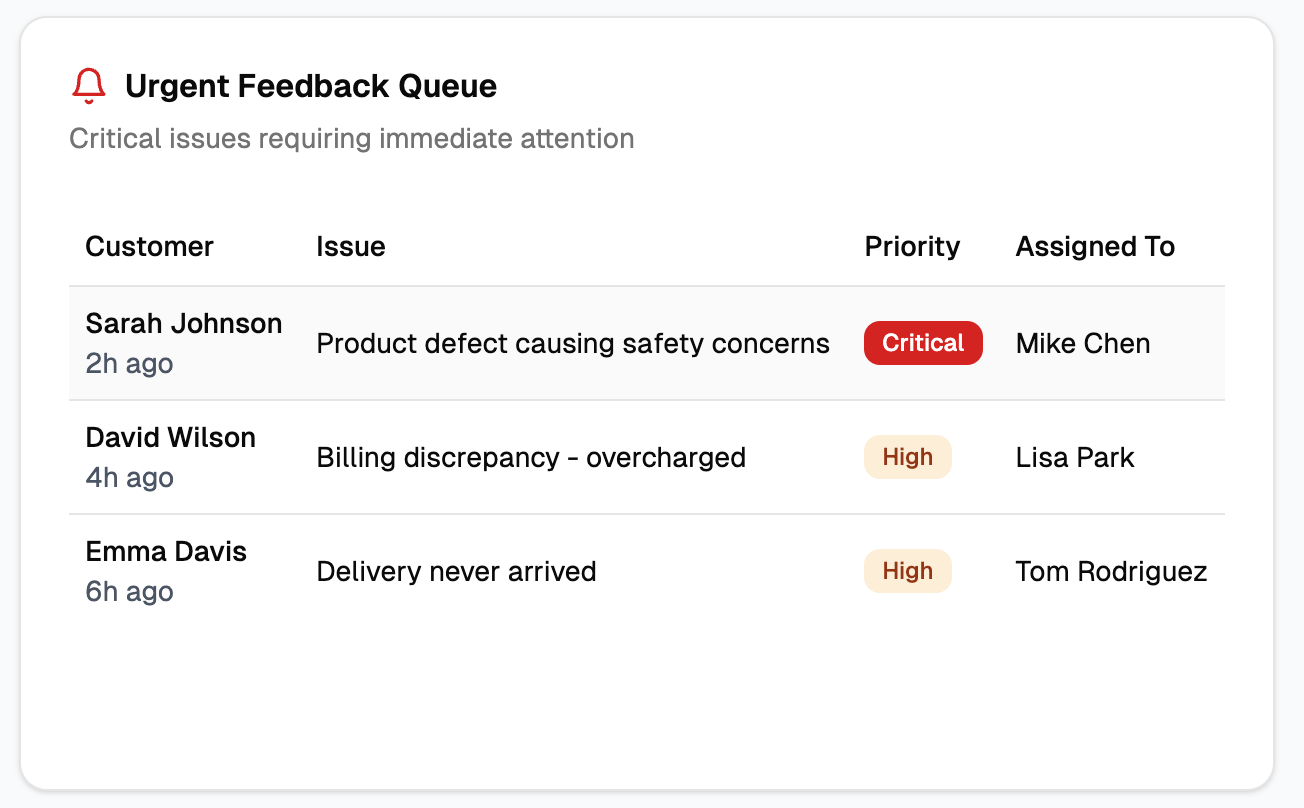 Urgent Feedback Queue
Critical issues requiring immediate attention
Customer Issue Priority Assigned To
Sarah Johnson
2h ago
Product defect causing safety concerns
Critical
Mike Chen
David Wilson
4h ago
Billing discrepancy - overcharged
High
Lisa Park
Emma Davis
6h ago
Delivery never arrived
High
Tom Rodriguez